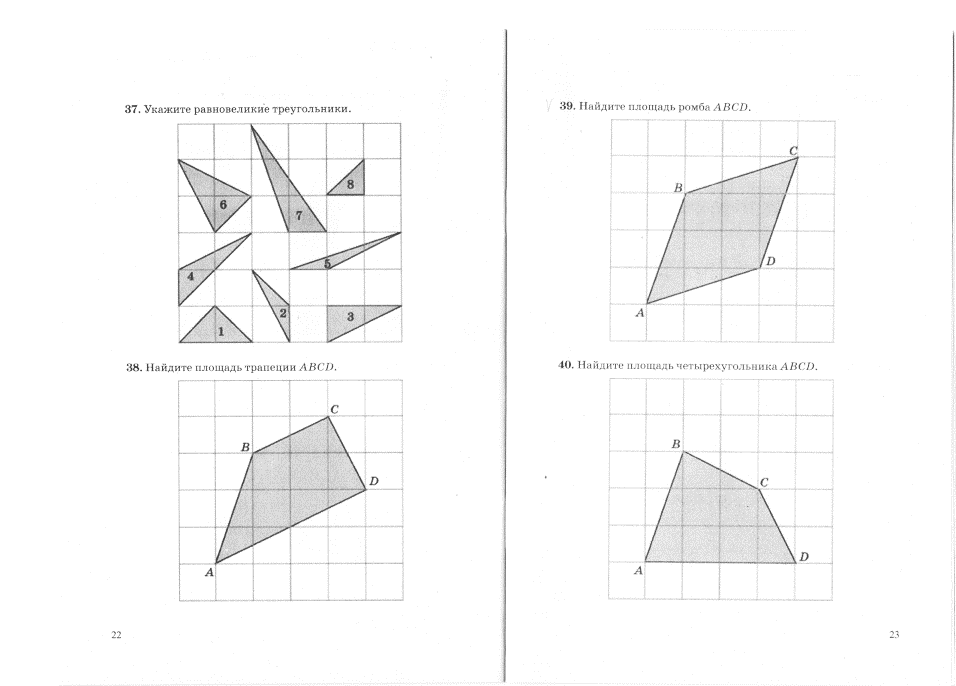 37. Укажите равновеликие треугольники.
6
7
8
4
5
1
2
3
38. Найдите площадь трапеции ABCD.
C
B
D
A
22
39. Найдите площадь ромба ABCD.
C
B
D
A
40. Найдите площадь четырехугольника ABCD.
B
C
A
D
23